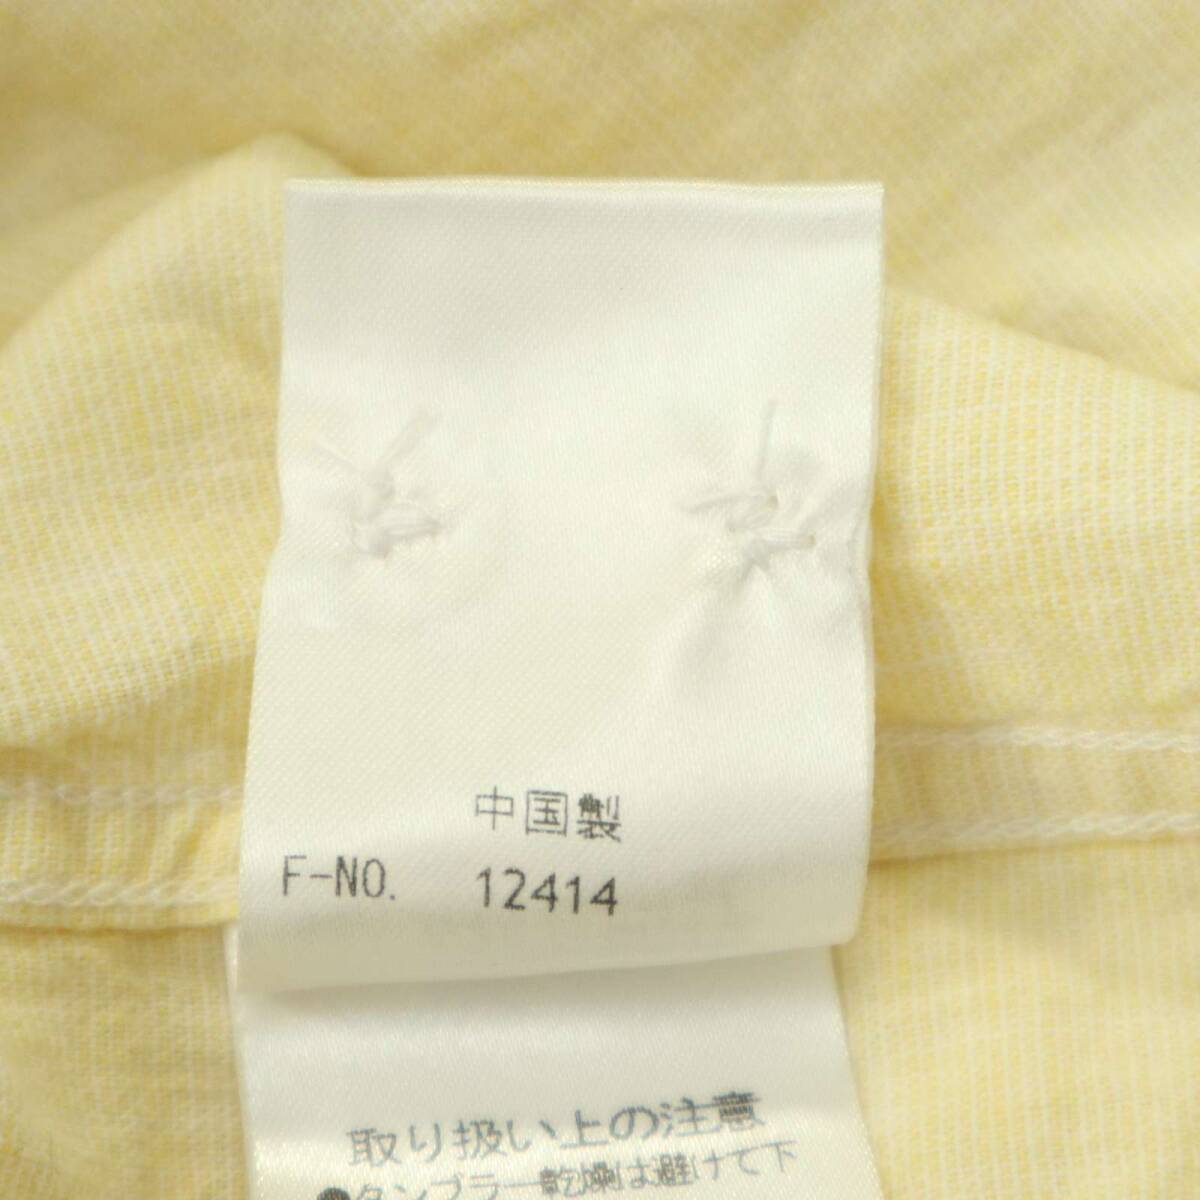 中国製
F-NO. 12414
取り扱い上の注意
●タンブラー乾燥は避けて下